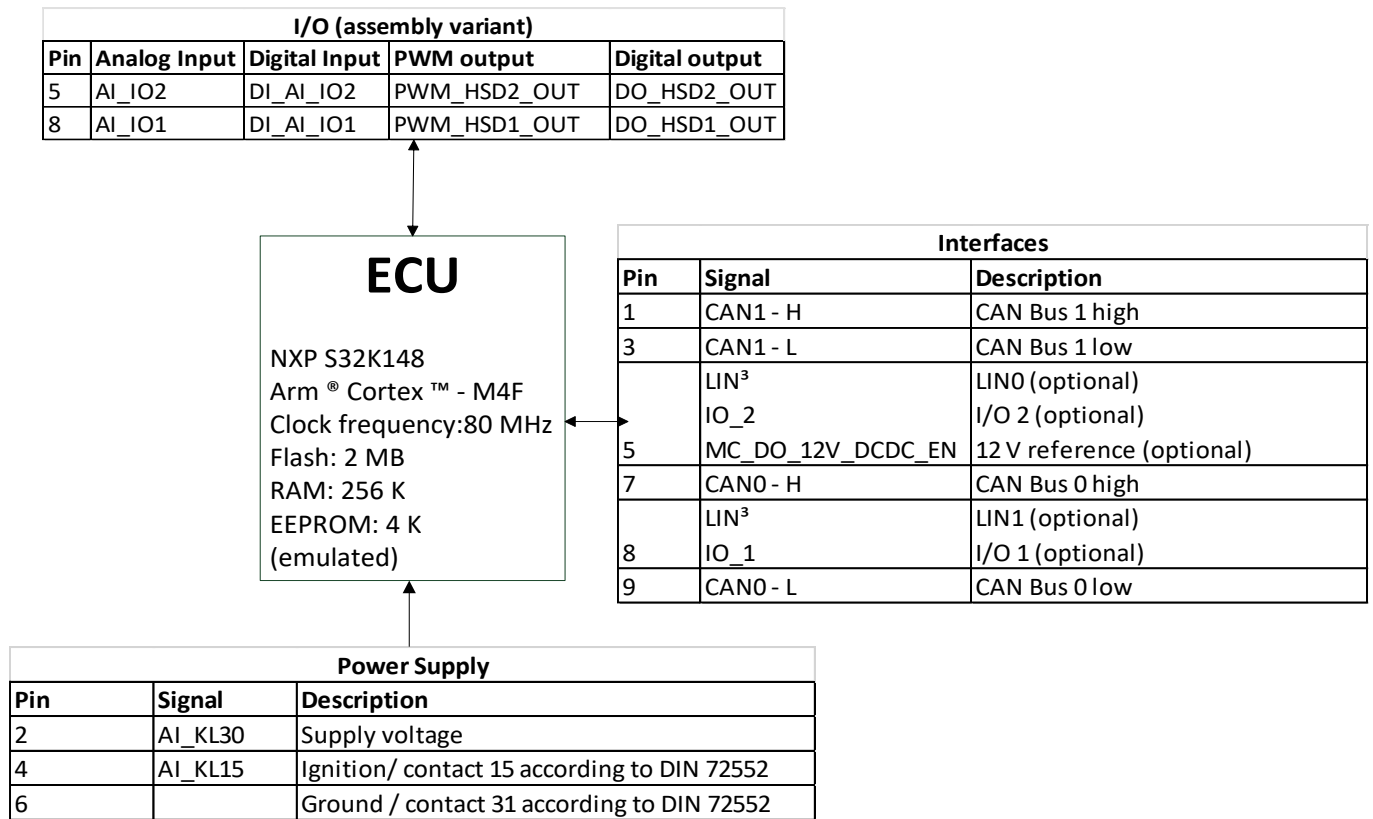 I/O (assembly variant)
Pin Analog Input Digital Input PWM output Digital output
5 AI_IO2 DI_AI_IO2 PWM_HSD2_OUT DO_HSD2_OUT
8 AI_IO1 DI_AI_IO1 PWM_HSD1_OUT DO_HSD1_OUT
ECU
NXP S32K148
Arm ® Cortex ™ - M4F
Clock frequency:80 MHz
Flash: 2 MB
RAM: 256 K
EEPROM: 4 K
(emulated)
Interfaces
Pin Signal Description
1 CAN1 - H CAN Bus 1 high
3 CAN1 - L CAN Bus 1 low
LIN³ LIN0 (optional)
IO_2 I/O 2 (optional)
5 MC_DO_12V_DCDC_EN 12 V reference (optional)
7 CAN0 - H CAN Bus 0 high
LIN³ LIN1 (optional)
8 IO_1 I/O 1 (optional)
9 CAN0 - L CAN Bus 0 low
Power Supply
Pin Signal Description
2 AI_KL30 Supply voltage
4 AI_KL15 Ignition/ contact 15 according to DIN 72552
6 Ground / contact 31 according to DIN 72552